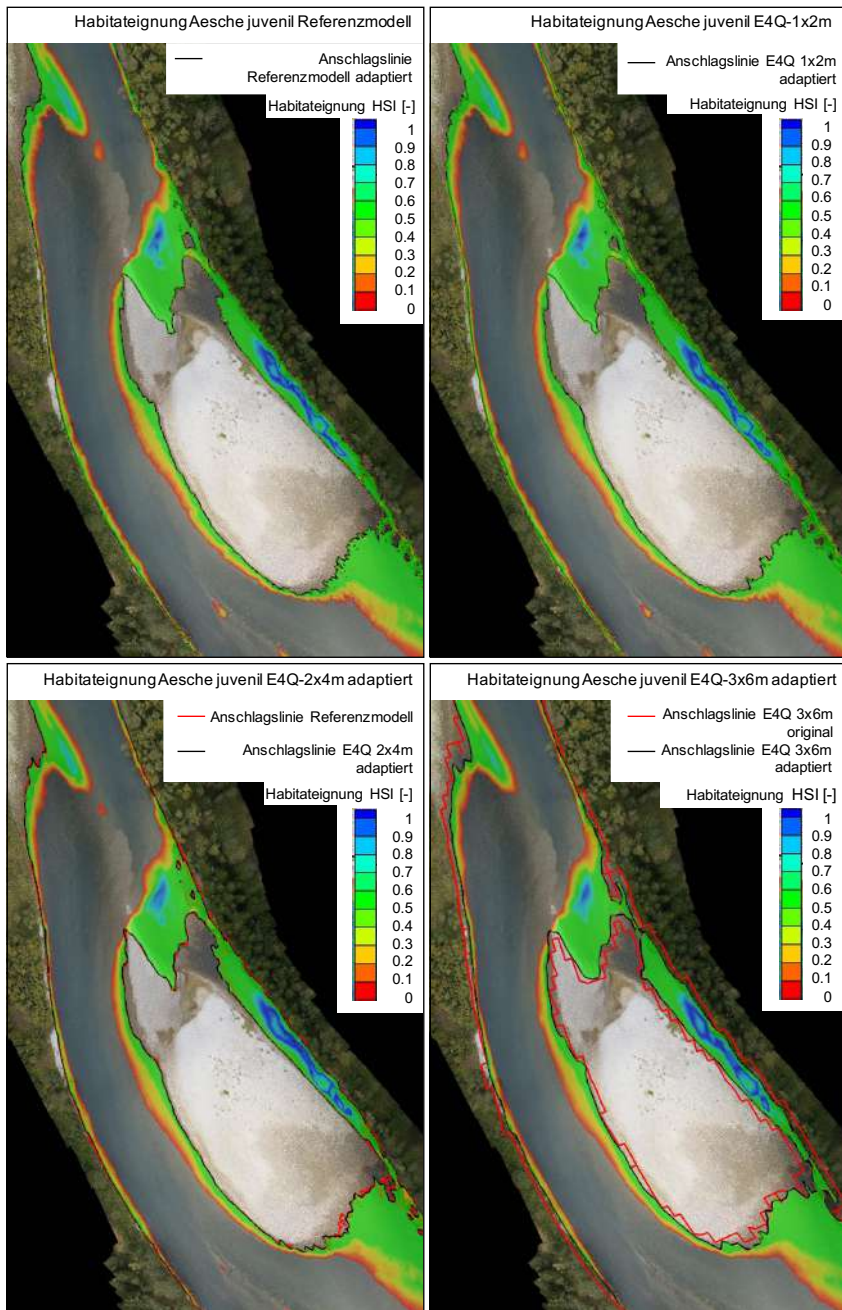 Habitateignung Aesche juvenil Referenzmodell
Anschlagslinie
Referenzmodell adaptiert
Habitateignung HSI [-]
1
0.9
0.8
0.7
0.6
0.5
0.4
0.3
0.2
0.1
0
Habitateignung Aesche juvenil E4Q-1x2m
Anschlagslinie E4Q 1x2m
adaptiert
Habitateignung HSI [-]
1
0.9
0.8
0.7
0.6
0.5
0.4
0.3
0.2
0.1
0
Habitateignung Aesche juvenil E4Q-2x4m adaptiert
Anschlagslinie Referenzmodell
Anschlagslinie E4Q 2x4m
adaptiert
Habitateignung HSI [-]
1
0.9
0.8
0.7
0.6
0.5
0.4
0.3
0.2
0.1
0
Habitateignung Aesche juvenil E4Q-3x6m adaptiert
Anschlagslinie E4Q 3x6m
original
Anschlagslinie E4Q 3x6m
adaptiert
Habitateignung HSI [-]
1
0.9
0.8
0.7
0.6
0.5
0.4
0.3
0.2
0.1
0